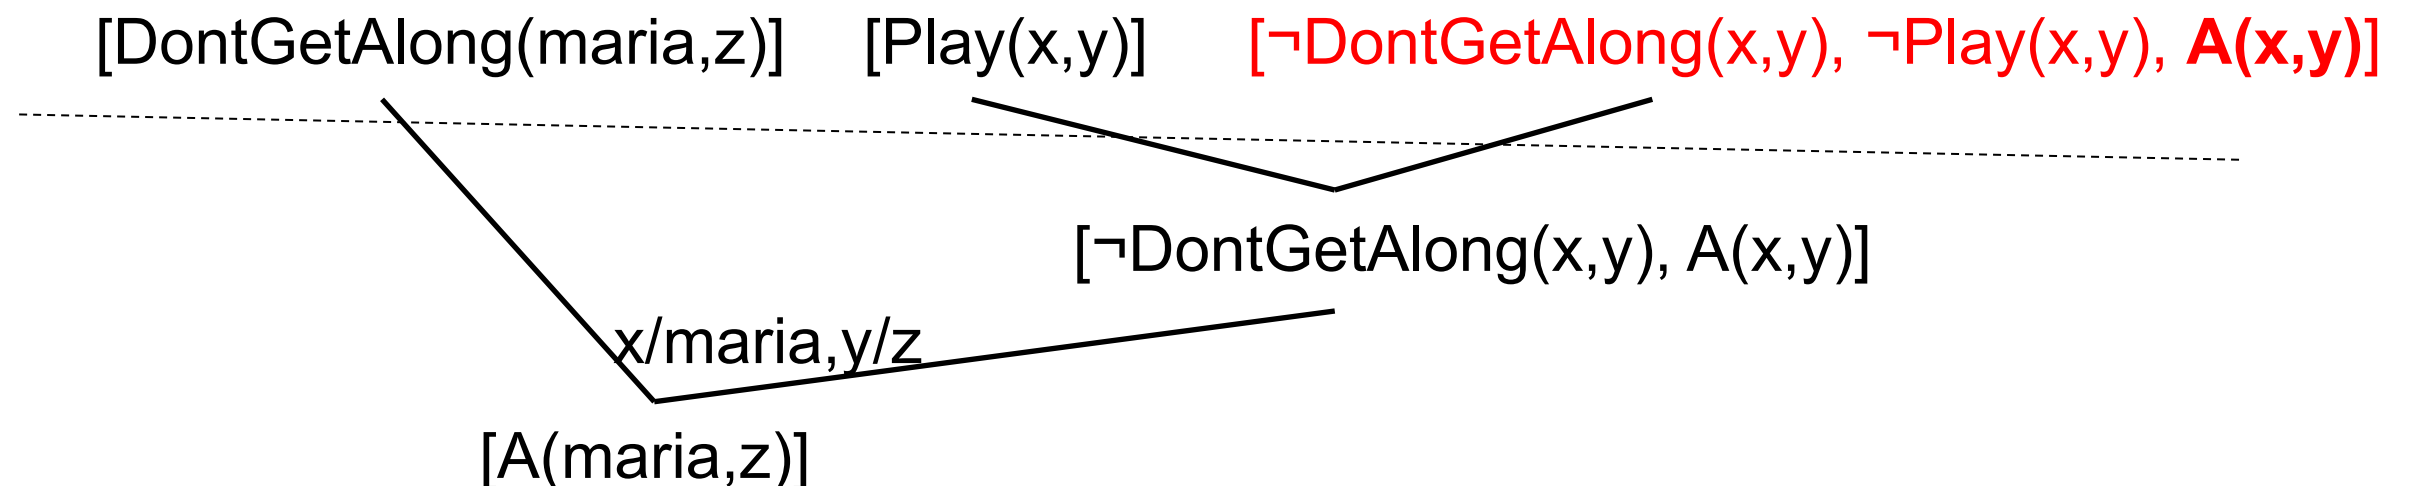 [DontGetAlong(maria,z)] [Play(x,y)] [¬DontGetAlong(x,y), ¬Play(x,y), A(x,y)]
[¬DontGetAlong(x,y), A(x,y)]
x/maria,y/z
[A(maria,z)]